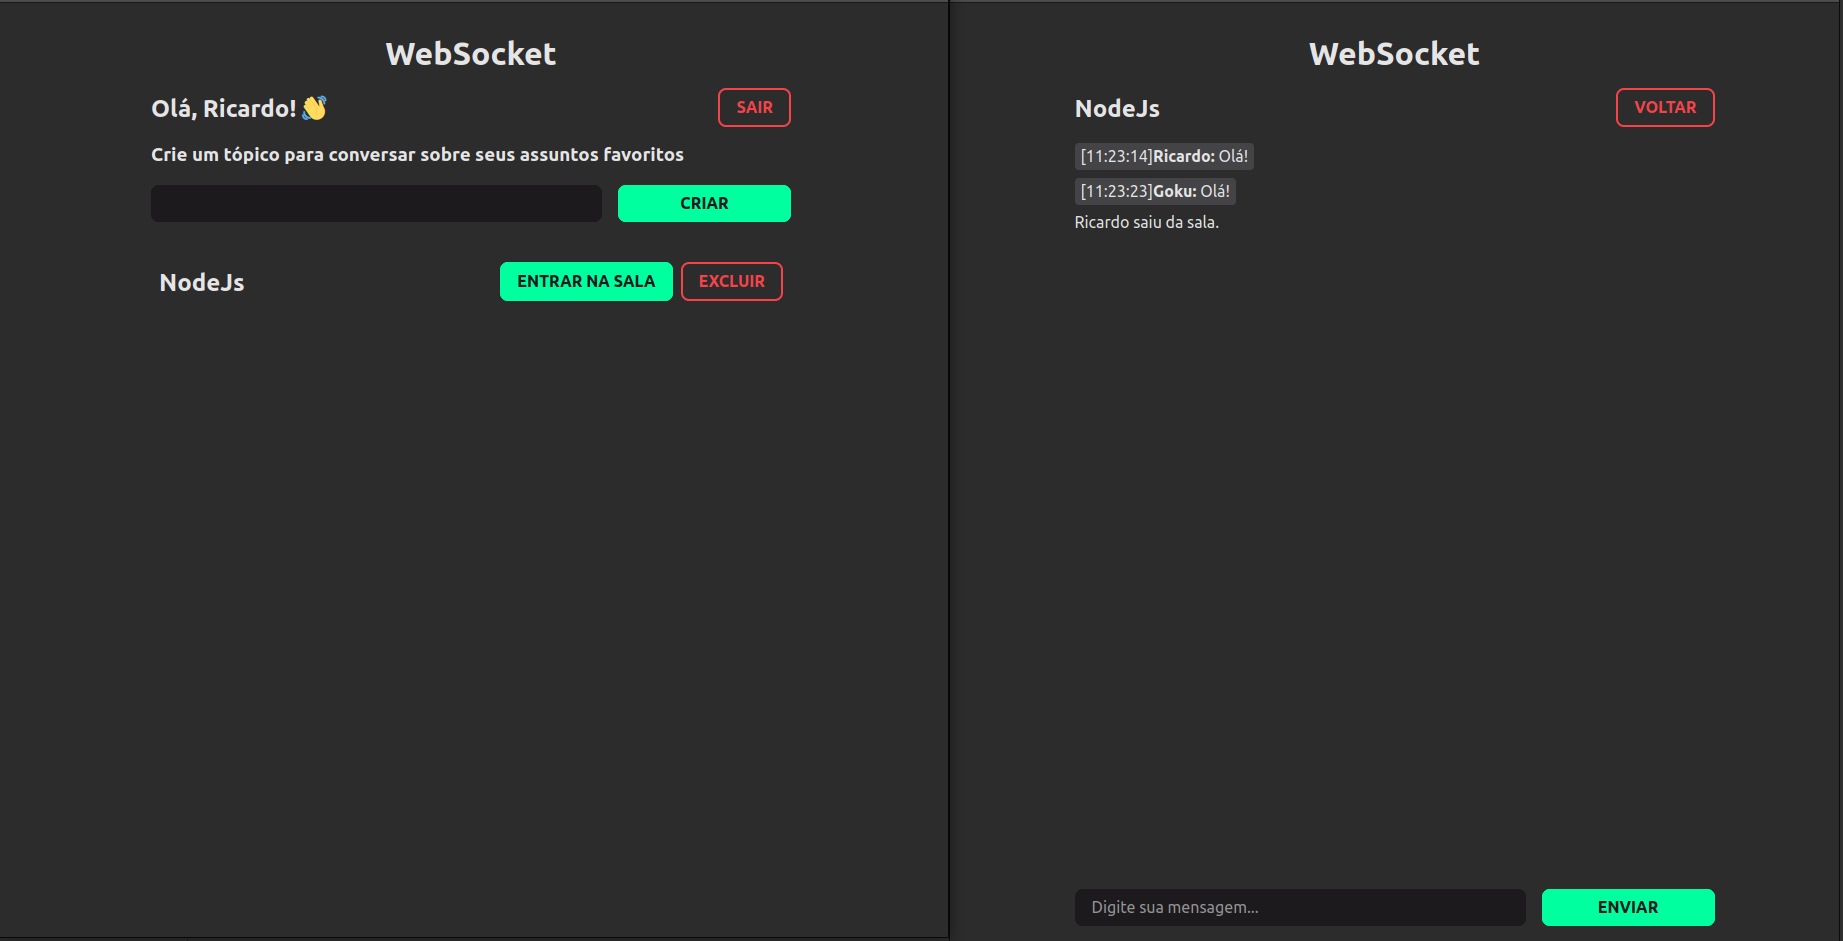 WebSocket
Olá, Ricardo! 👋
SAIR
Crie um tópico para conversar sobre seus assuntos favoritos
CRIAR
NodeJs
ENTRAR NA SALA
EXCLUIR
WebSocket
NodeJs
VOLTAR
[11:23:14]Ricardo: Olá!
[11:23:23]Goku: Olá!
Ricardo saiu da sala.
Digite sua mensagem...
ENVIAR